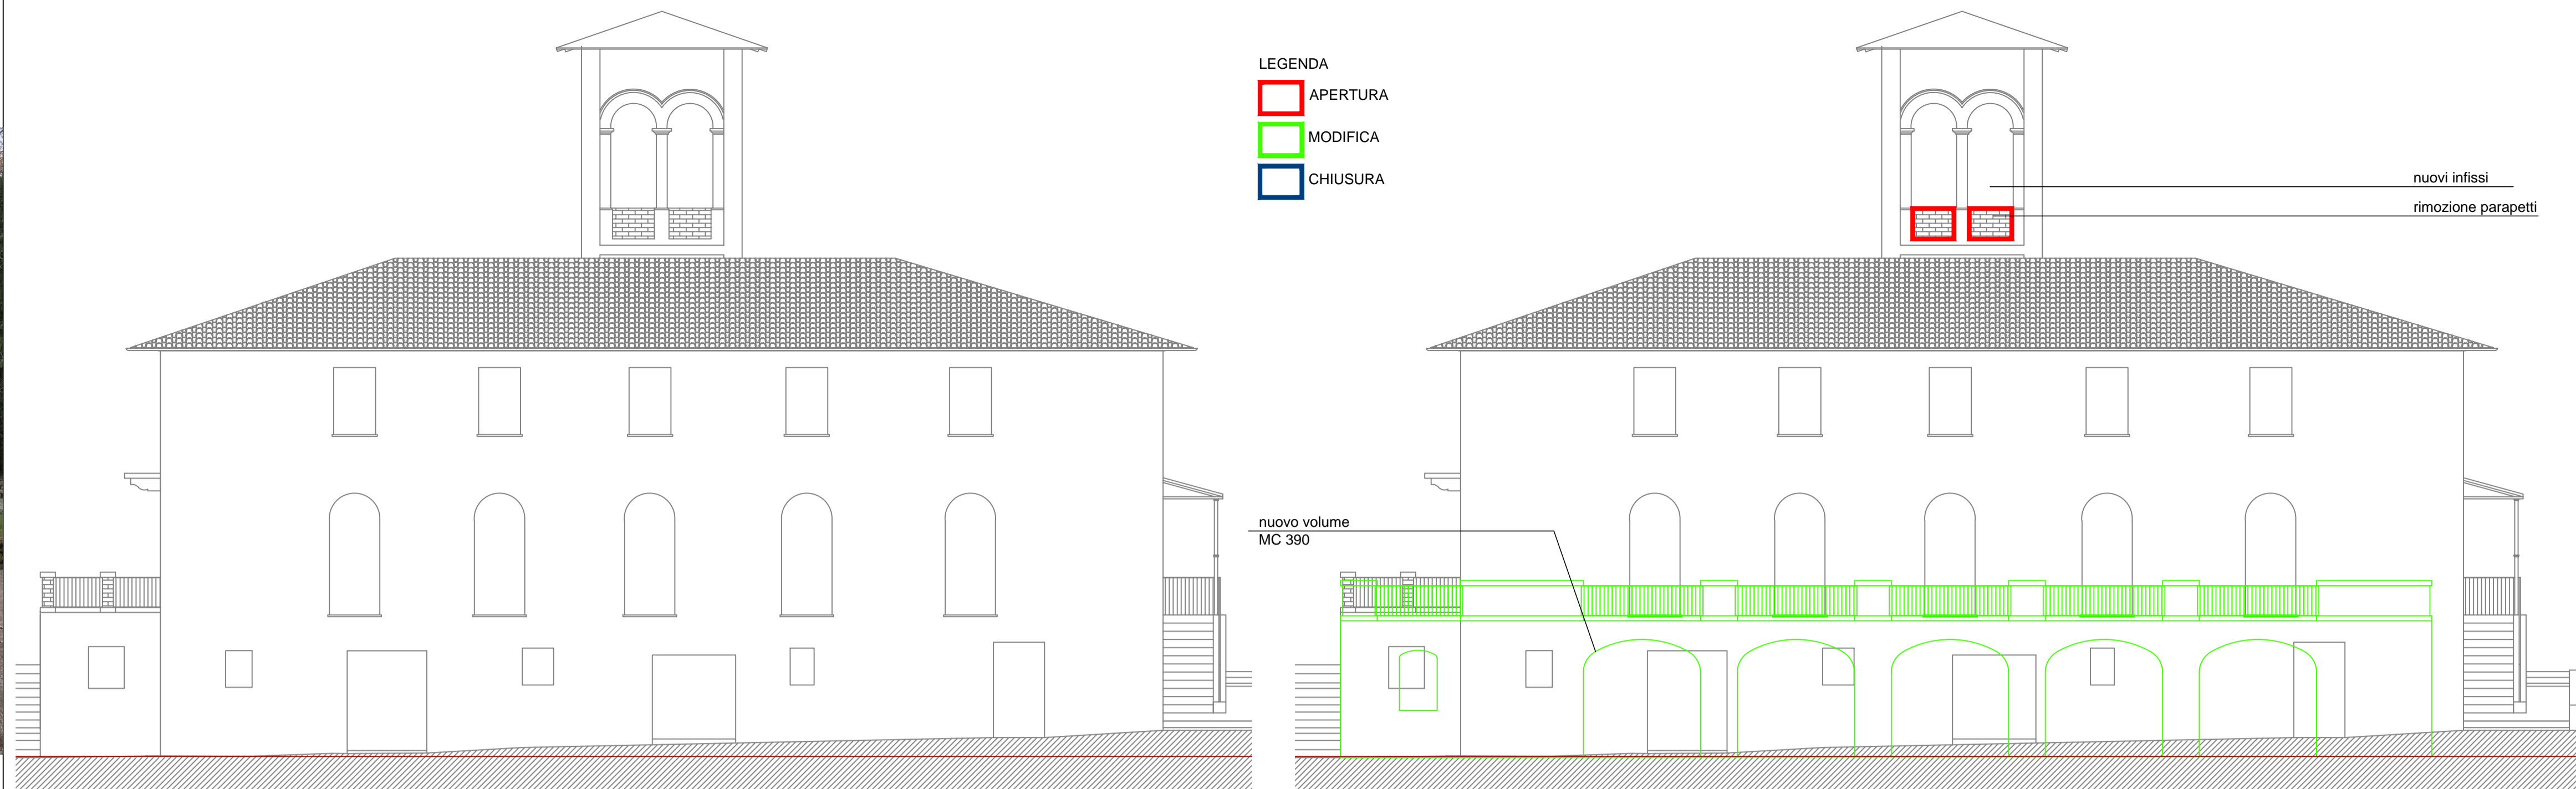 LEGENDA
APERTURA
MODIFICA
CHIUSURA
nuovi infissi
rimozione parapetti
nuovo volume
MC 390